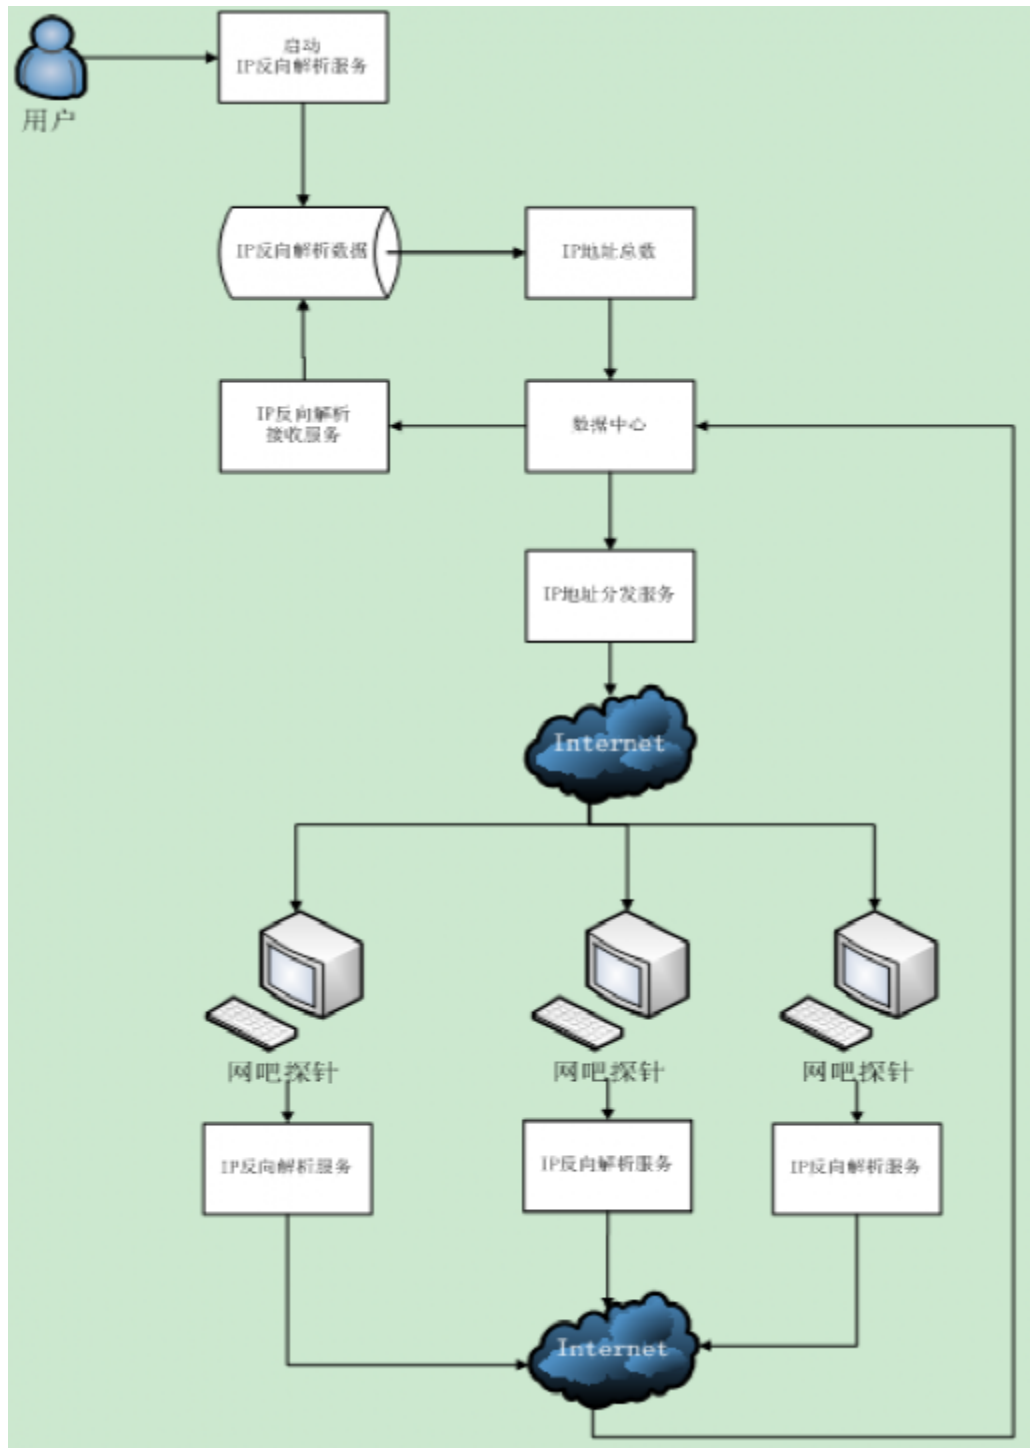 启动
IP反向解析服务
用户
IP反向解析数据
IP地址总数
IP反向解析
接收服务
数据中心
IP地址分发服务
Internet
网吧探针
网吧探针
网吧探针
IP反向解析服务
IP反向解析服务
IP反向解析服务
Internet